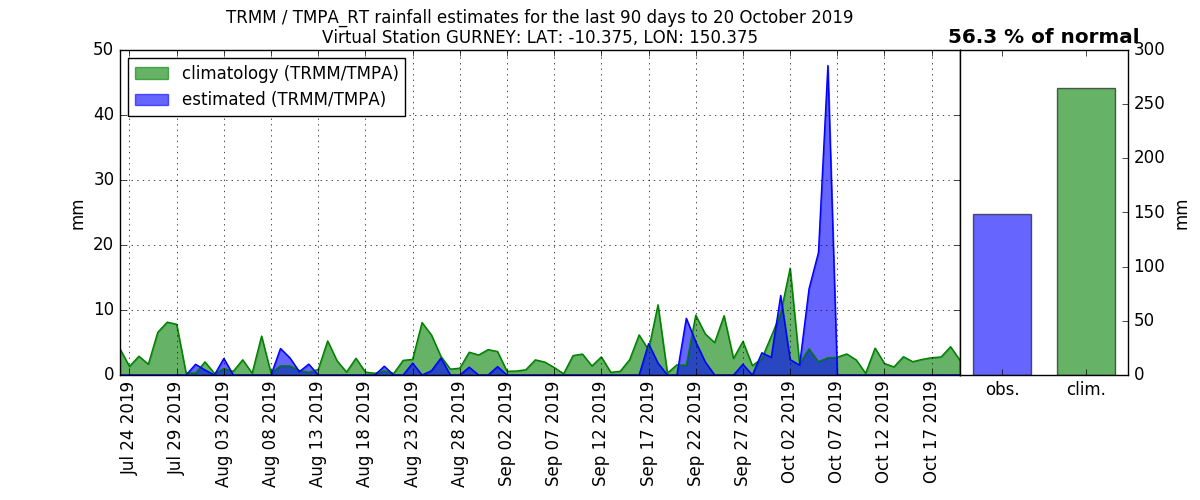 TRMM / TMPA_RT rainfall estimates for the last 90 days to 20 October 2019
Virtual Station GURNEY: LAT: -10.375, LON: 150.375
56.3 % of normal
climatology (TRMM/TMPA)
estimated (TRMM/TMPA)
50
40
30
20
10
0
mm
Jul 24 2019
Jul 29 2019
Aug 03 2019
Aug 08 2019
Aug 13 2019
Aug 18 2019
Aug 23 2019
Aug 28 2019
Sep 02 2019
Sep 07 2019
Sep 12 2019
Sep 17 2019
Sep 22 2019
Sep 27 2019
Oct 02 2019
Oct 07 2019
Oct 12 2019
Oct 17 2019
300
250
200
150
100
50
0
mm
obs.
clim.